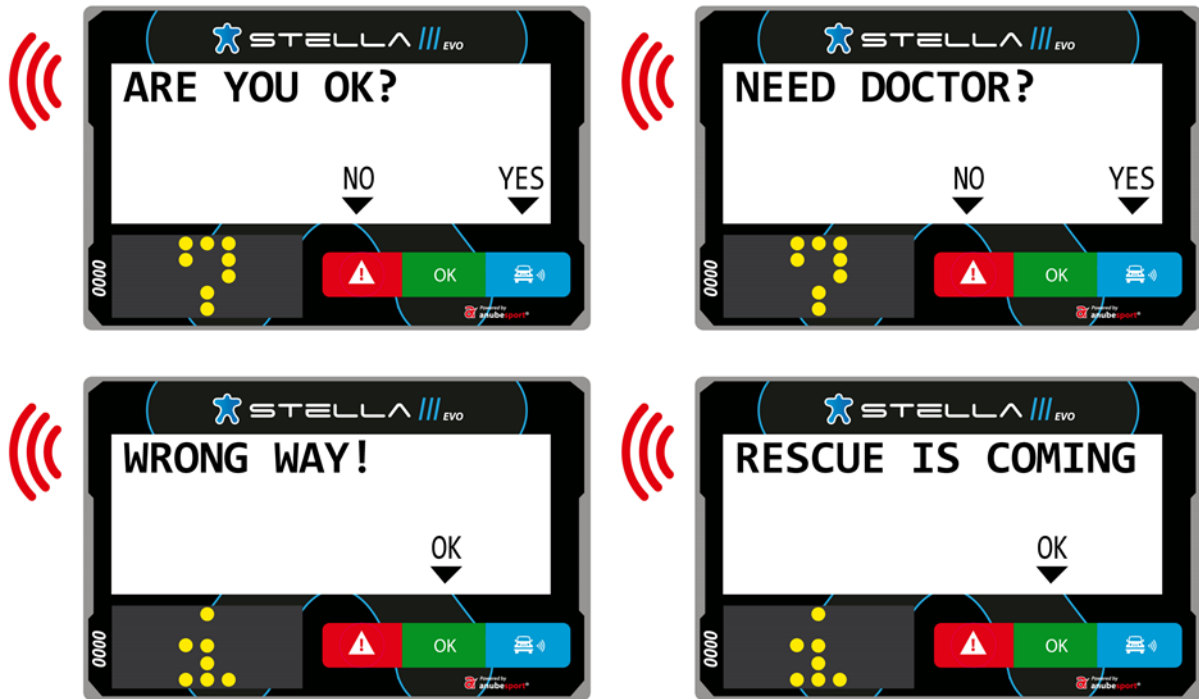 STELLA III EVO
ARE YOU OK?
NO YES
0000
OK
Powered by
anubesport®
STELLA III EVO
NEED DOCTOR?
NO YES
0000
OK
Powered by
anubesport®
STELLA III EVO
WRONG WAY!
OK
0000
OK
Powered by
anubesport®
STELLA III EVO
RESCUE IS COMING
OK
0000
OK
Powered by
anubesport®